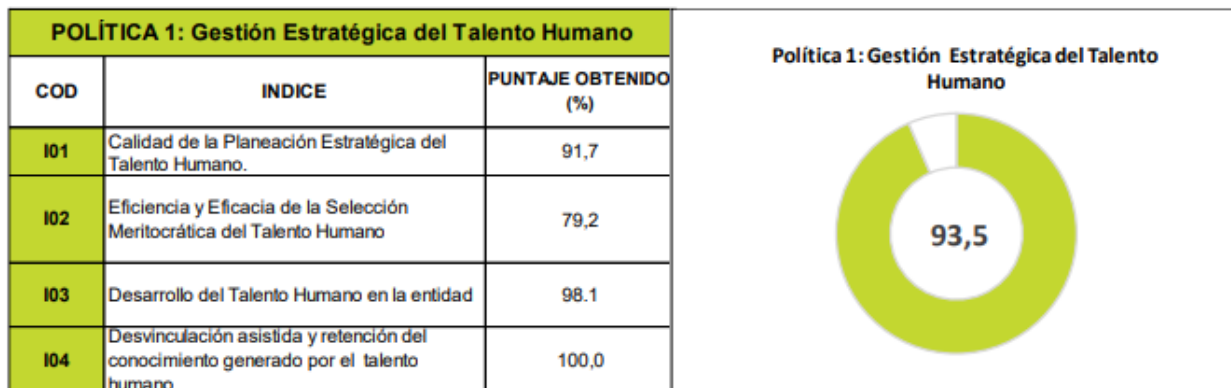 POLÍTICA 1: Gestión Estratégica del Talento Humano
COD
INDICE
PUNTAJE OBTENIDO
(%)
I01
Calidad de la Planeación Estratégica del
Talento Humano.
91,7
I02
Eficiencia y Eficacia de la Selección
Meritocrática del Talento Humano
79,2
I03
Desarrollo del Talento Humano en la entidad
98.1
I04
Desvinculación asistida y retención del
conocimiento generado por el talento
humano
100,0
Política 1: Gestión Estratégica del Talento
Humano
93,5